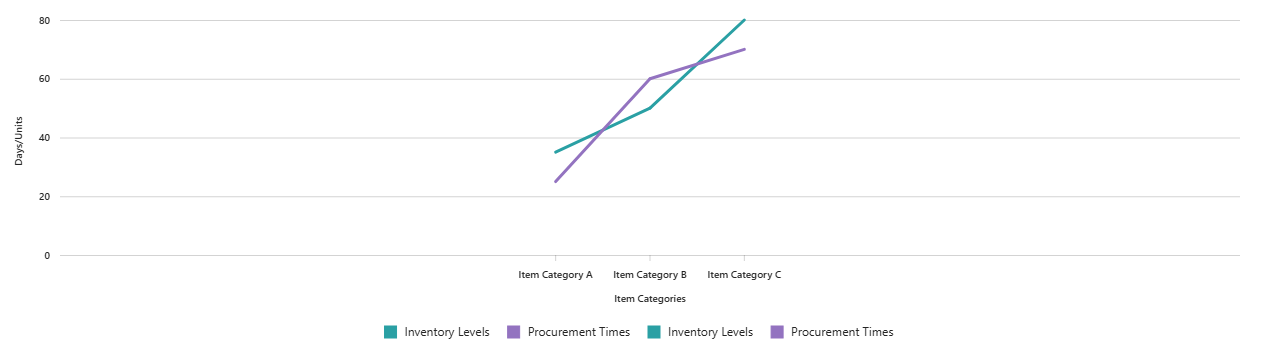 80
60
40
20
0
Days/Units
Item Category A Item Category B Item Category C
Item Categories
Inventory Levels Procurement Times Inventory Levels Procurement Times